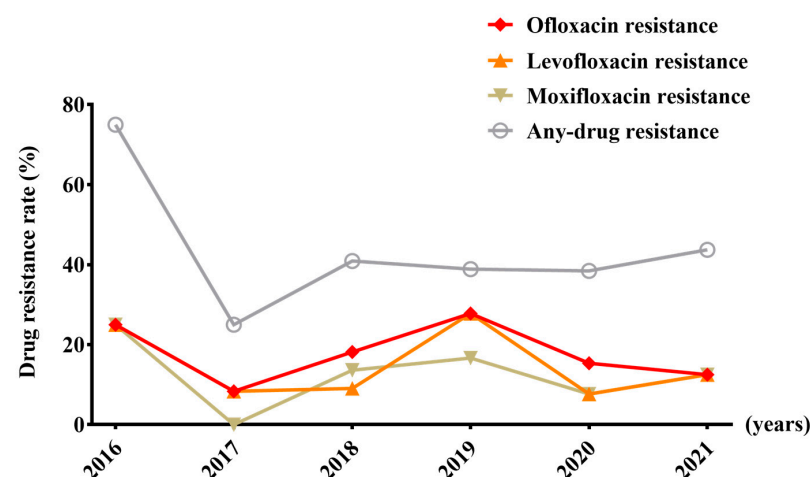 Ofloxacin resistance
Levofloxacin resistance
Moxifloxacin resistance
Any-drug resistance
Drug resistance rate (%)
80
60
40
20
0
2016 2017 2018 2019 2020 2021 (years)